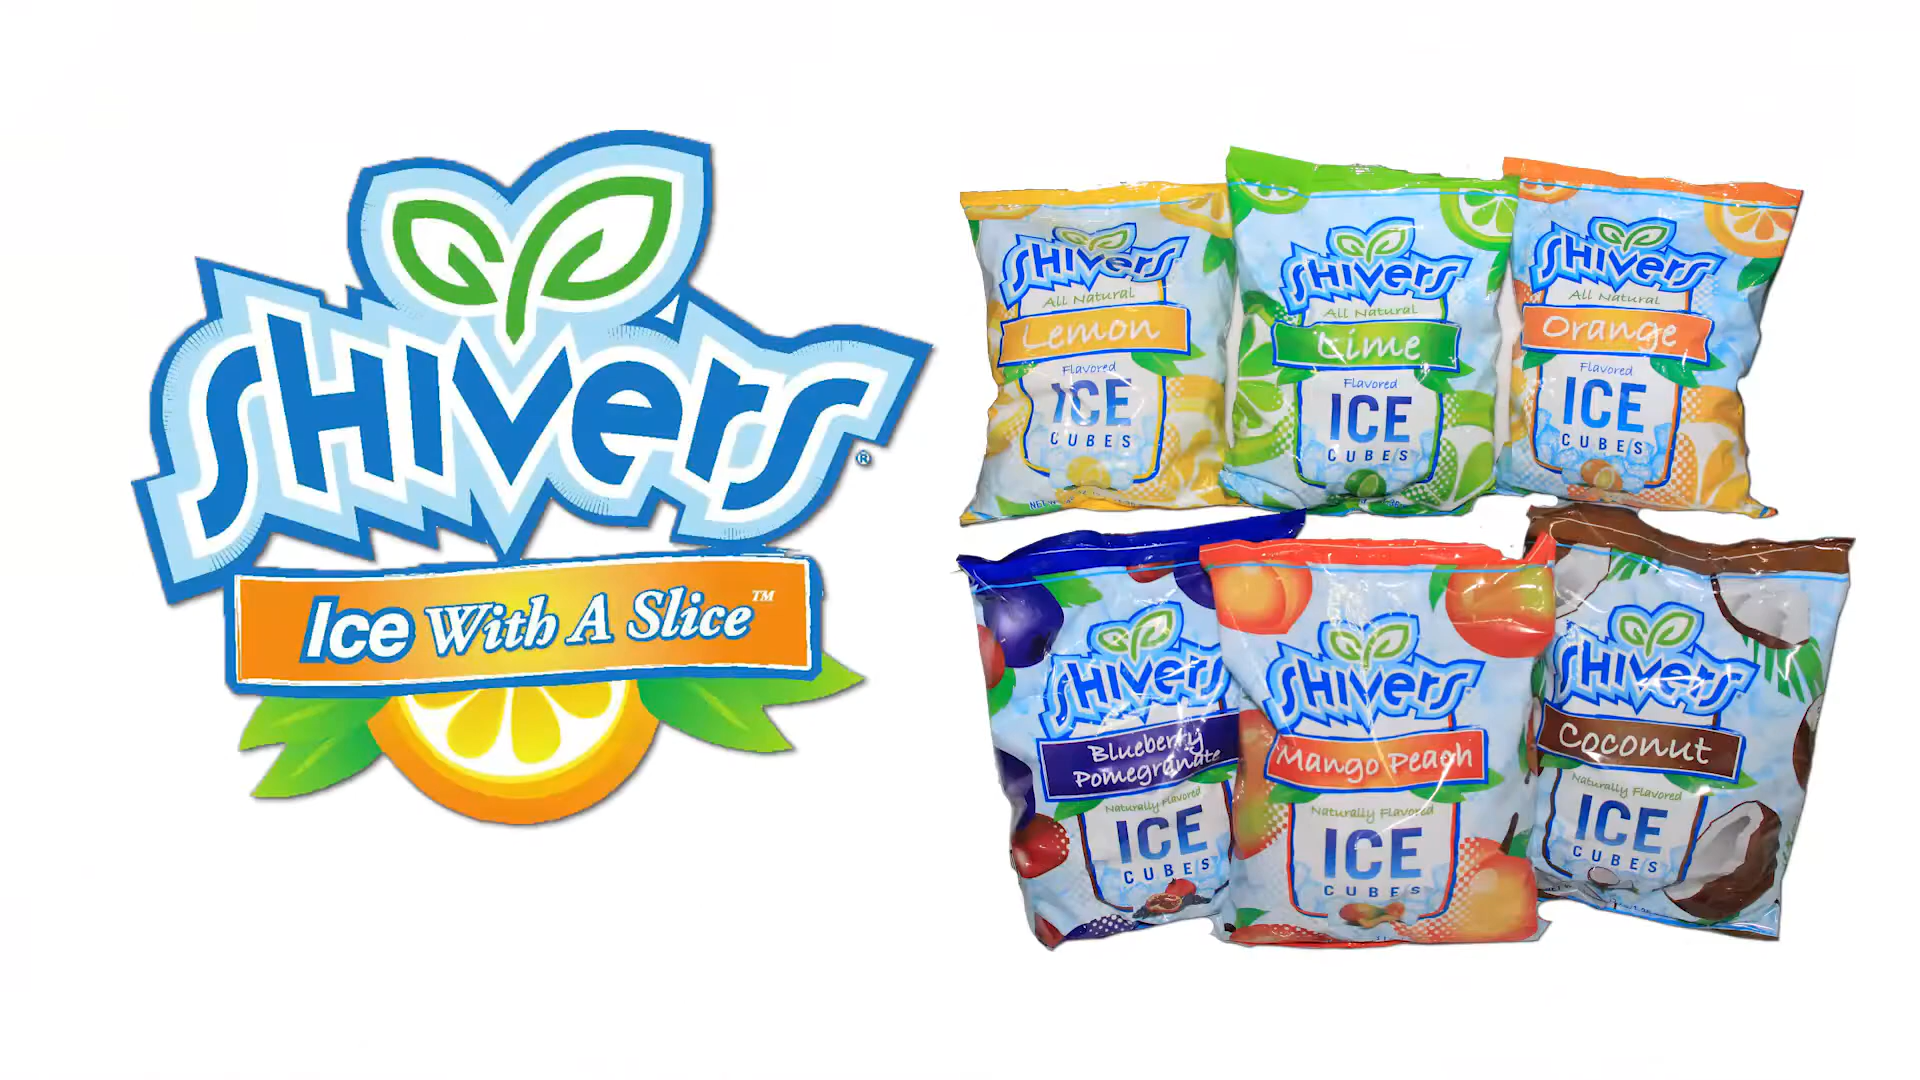 SHIVERS®
Ice With A Slice™
SHIVERS
All Natural
Lemon
Flavored
ICE
CUBES
SHIVERS
All Natural
Lime
Flavored
ICE
CUBES
SHIVERS
All Natural
Orange
Flavored
ICE
CUBES
SHIVERS
Blueberry
Pomegranate
Naturally Flavored
ICE
CUBES
SHIVERS
Mango Peach
Naturally Flavored
ICE
CUBES
SHIVERS
Coconut
Naturally Flavored
ICE
CUBES